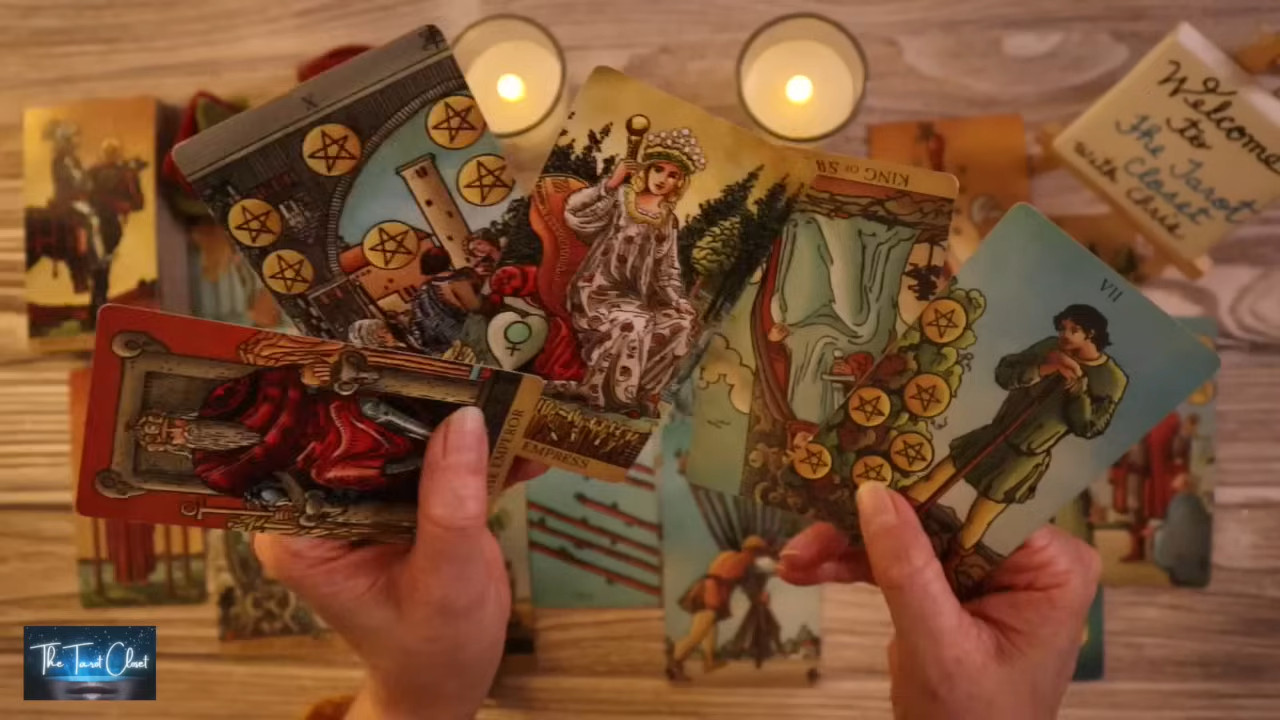 X
KING OF
Welcome
To
The Tarot
Closet
with Chris
VII
EMPEROR
EMPRESS
The Tarot Closet